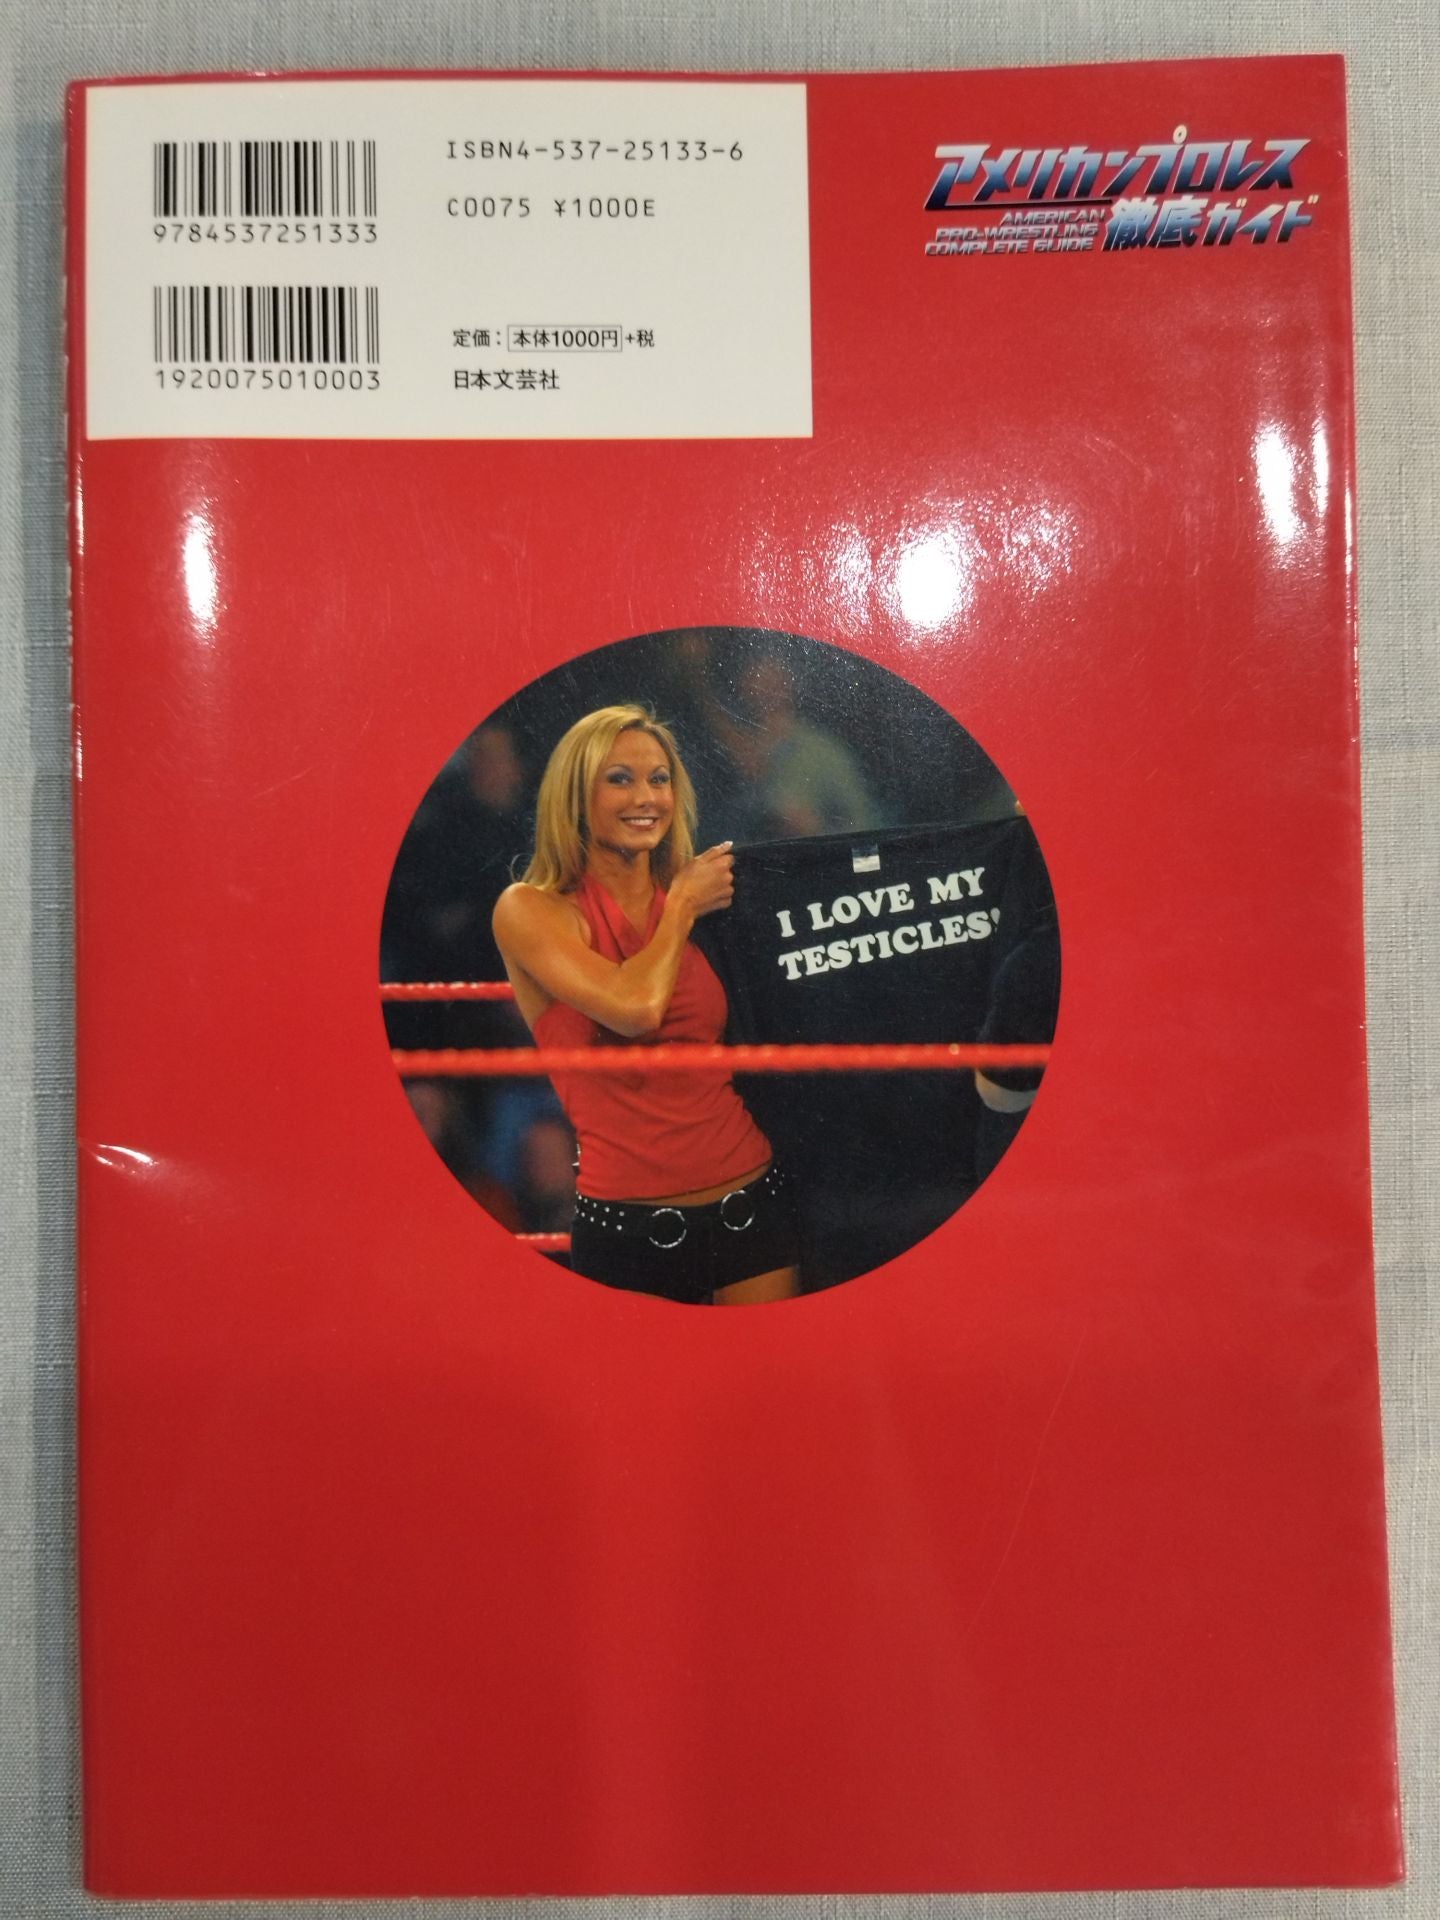 ISBN4-537-25133-6
C0075 ¥1000E
9784537251333
1920075010003
定価：本体1000円+税
日本文芸社
アメリカンプロレス
AMERICAN
PRO-WRESTLING
COMPLETE GUIDE
徹底ガイド
I LOVE MY
TESTICLES!